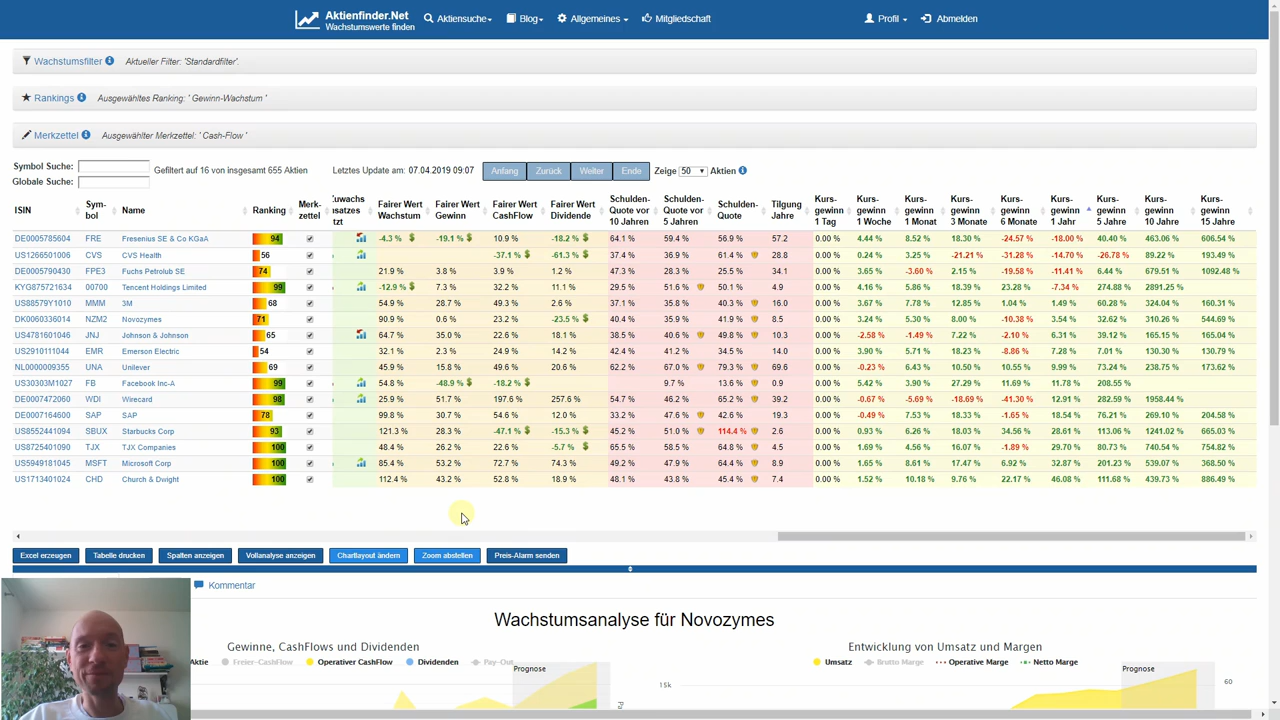 Aktienfinder.Net
Wachstumswerte finden
Aktiensuche
Blog
Allgemeines
Mitgliedschaft
Profil
Abmelden
Wachstumsfilter Aktueller Filter: 'Standardfilter'.
Rankings Ausgewähltes Ranking: ' Gewinn-Wachstum '
Merkzettel Ausgewählter Merkzettel: ' Cash-Flow '
Symbol Suche:
Globale Suche:
Gefiltert auf 16 von insgesamt 655 Aktien
Letztes Update am: 07.04.2019 09:07
Anfang Zurück Weiter Ende
Zeige 50 Aktien
ISIN Sym-bol Name Ranking Merk-zettel zuwachs satzes tzt Fairer Wert Wachstum Fairer Wert Gewinn Fairer Wert CashFlow Fairer Wert Dividende Schulden-Quote vor 10 Jahren Schulden-Quote vor 5 Jahren Schulden-Quote Tilgung Jahre Kurs-gewinn 1 Tag Kurs-gewinn 1 Woche Kurs-gewinn 1 Monat Kurs-gewinn 3 Monate Kurs-gewinn 6 Monate Kurs-gewinn 1 Jahr Kurs-gewinn 5 Jahre Kurs-gewinn 10 Jahre Kurs-gewinn 15 Jahre
DE0005785604 FRE Fresenius SE & Co KGaA 94 -4.3 % $ -19.1 % $ 10.9 % -18.2 % $ 64.1 % 59.4 % 56.9 % 57.2 0.00 % 4.44 % 8.52 % 18.30 % -24.57 % -18.00 % 40.40 % 463.06 % 606.54 %
US1266501006 CVS CVS Health 56 -37.1 % $ -61.3 % $ 37.4 % 36.9 % 61.4 % 28.8 0.00 % 0.24 % 3.25 % -21.21 % -31.28 % -14.70 % -26.78 % 89.22 % 193.49 %
DE0005790430 FPE3 Fuchs Petrolub SE 74 21.9 % 3.8 % 3.9 % 1.2 % 47.3 % 28.3 % 25.5 % 34.1 0.00 % 3.65 % -3.60 % 2.15 % -19.58 % -11.41 % 6.44 % 679.51 % 1092.48 %
KYG875721634 00700 Tencent Holdings Limited 99 -12.9 % $ 7.3 % 32.2 % 11.1 % 29.5 % 51.6 % 50.1 % 4.9 0.00 % 4.16 % 5.86 % 18.39 % 23.28 % -7.34 % 274.88 % 2891.25 %
US88579Y1010 MMM 3M 68 54.9 % 28.7 % 49.3 % 2.6 % 37.1 % 35.8 % 40.3 % 16.0 0.00 % 3.67 % 7.78 % 12.85 % 1.04 % 1.49 % 60.28 % 324.04 % 160.31 %
DK0060336014 NZM2 Novozymes 71 90.9 % 0.6 % 23.2 % -23.5 % $ 40.4 % 35.9 % 41.9 % 8.5 0.00 % 3.24 % 5.30 % 8.00 % -10.38 % 3.54 % 32.62 % 310.26 % 544.69 %
US4781601046 JNJ Johnson & Johnson 65 64.7 % 35.0 % 22.6 % 18.1 % 38.5 % 40.6 % 49.8 % 10.3 0.00 % -2.58 % -1.49 % 7.22 % -2.10 % 6.31 % 39.12 % 165.15 % 165.04 %
US2910111044 EMR Emerson Electric 54 32.1 % 2.3 % 24.9 % 14.2 % 42.4 % 41.2 % 34.5 % 14.0 0.00 % 3.90 % 5.71 % 18.23 % -8.86 % 7.28 % 7.01 % 130.30 % 130.79 %
NL0000009355 UNA Unilever 69 45.9 % 15.8 % 49.6 % 20.6 % 62.2 % 67.0 % 79.3 % 69.6 0.00 % -0.23 % 6.43 % 10.50 % 10.55 % 9.99 % 73.24 % 238.75 % 173.62 %
US30303M1027 FB Facebook Inc-A 99 54.8 % -48.9 % $ -18.2 % $ 9.7 % 13.6 % 0.9 0.00 % 5.42 % 3.90 % 27.29 % 11.69 % 11.78 % 208.55 %
DE0007472060 WDI Wirecard 98 25.9 % 51.7 % 197.6 % 257.6 % 54.7 % 46.2 % 65.2 % 39.2 0.00 % -0.67 % -5.69 % -18.69 % -41.30 % 12.91 % 282.59 % 1958.44 %
DE0007164600 SAP SAP 78 99.8 % 30.7 % 54.6 % 12.0 % 33.2 % 47.6 % 42.6 % 19.3 0.00 % -0.49 % 7.53 % 18.33 % -1.65 % 18.54 % 76.21 % 269.10 % 204.58 %
US8552441094 SBUX Starbucks Corp 93 121.3 % 28.3 % -47.1 % $ -15.3 % $ 45.2 % 51.0 % 114.4 % 2.6 0.00 % 0.93 % 6.26 % 18.03 % 34.56 % 28.61 % 113.06 % 1241.02 % 665.03 %
US8725401090 TJX TJX Companies 100 48.4 % 26.2 % 22.6 % -5.7 % $ 65.5 % 58.5 % 64.8 % 4.5 0.00 % 1.69 % 4.56 % 16.07 % -1.89 % 29.70 % 80.73 % 740.54 % 754.82 %
US5949181045 MSFT Microsoft Corp 100 85.4 % 53.2 % 72.7 % 74.3 % 49.2 % 47.9 % 64.4 % 8.9 0.00 % 1.65 % 8.61 % 17.47 % 6.92 % 32.87 % 201.23 % 539.07 % 368.50 %
US1713401024 CHD Church & Dwight 100 112.4 % 43.2 % 52.8 % 18.9 % 48.1 % 43.8 % 45.4 % 7.4 0.00 % 1.52 % 10.18 % 9.76 % 22.17 % 46.08 % 111.68 % 439.73 % 886.49 %
Excel erzeugen Tabelle drucken Spalten anzeigen Vollanalyse anzeigen Chartlayout ändern Zoom abstellen Preis-Alarm senden
Kommentar
Wachstumsanalyse für Novozymes
Gewinne, CashFlows und Dividenden
Aktie Freier-CashFlow Operativer CashFlow Dividenden Pay-Out
Prognose
Entwicklung von Umsatz und Margen
Umsatz Brutto Marge Operative Marge Netto Marge
15k
Prognose
60